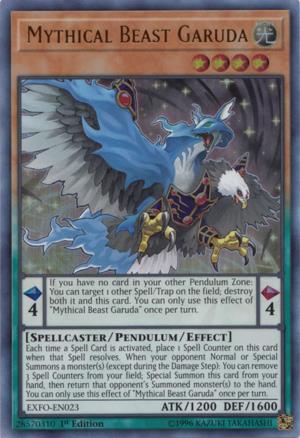 MYTHICAL BEAST GARUDA
If you have no card in your other Pendulum Zone:
You can target 1 other Spell/Trap on the field; destroy
both it and this card. You can only use this effect of
"Mythical Beast Garuda" once per turn.
4
4
[SPELLCASTER/PENDULUM/EFFECT]
Each time a Spell Card is activated, place 1 Spell Counter on this card
when that Spell resolves. When your opponent Normal or Special
Summons a monster(s) (except during the Damage Step): You can remove
3 Spell Counters from your field; Special Summon this card from your
hand, then return that opponent's Summoned monster(s) to the hand.
You can only use this effect of "Mythical Beast Garuda" once per turn.
EXFO-EN023
ATK/1200 DEF/1600
28570310
1st Edition
©1996 KAZUKI TAKAHASHI